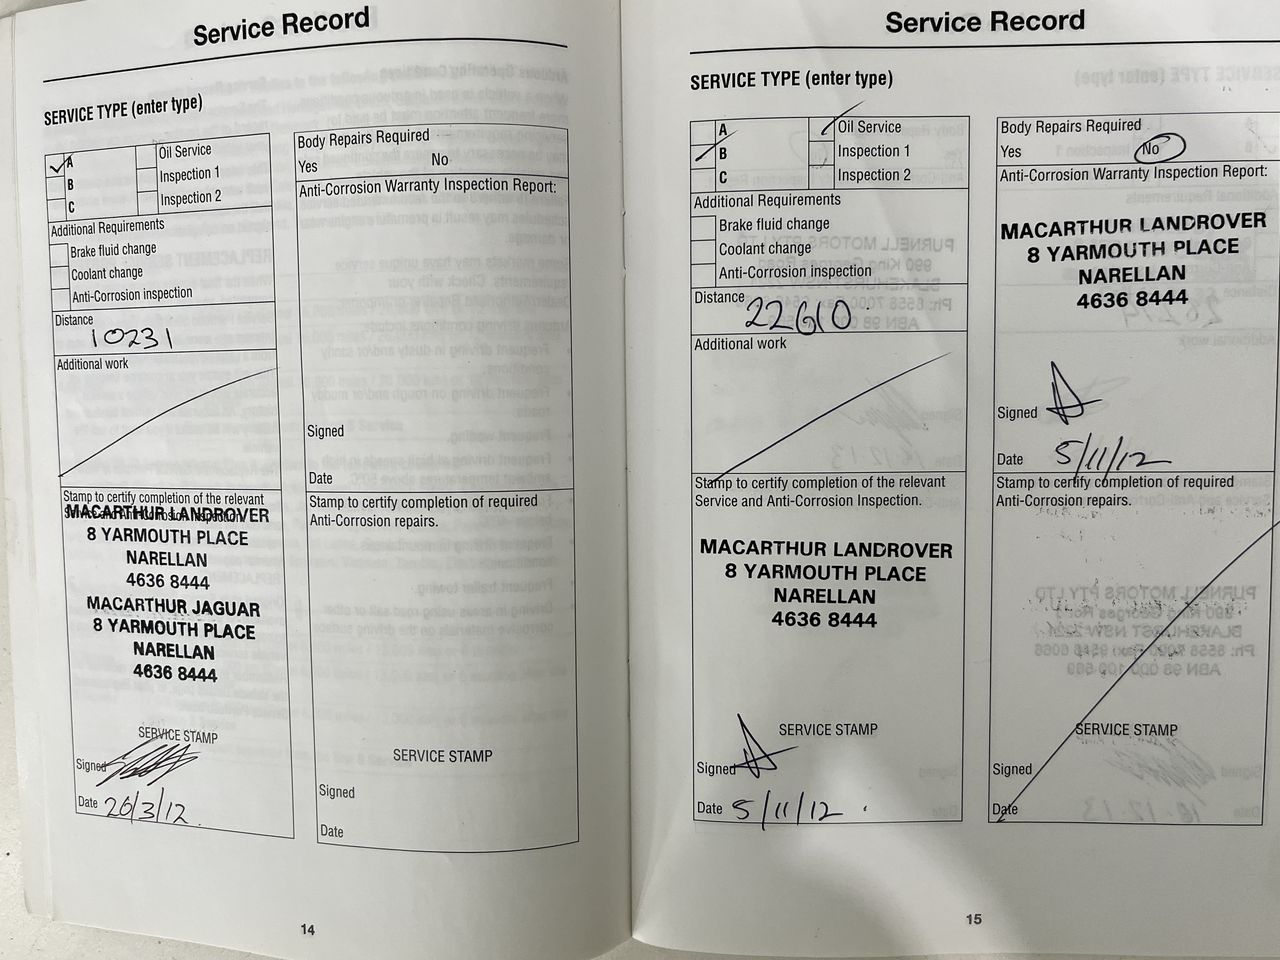 Service Record
SERVICE TYPE (enter type)
A
B
C
Oil Service
Inspection 1
Inspection 2
Additional Requirements
Brake fluid change
Coolant change
Anti-Corrosion inspection
Distance
10231
Additional work
Stamp to certify completion of the relevant
Service and Anti-Corrosion Inspection.
MACARTHUR LANDROVER
8 YARMOUTH PLACE
NARELLAN
4636 8444
MACARTHUR JAGUAR
8 YARMOUTH PLACE
NARELLAN
4636 8444
SERVICE STAMP
Signed
Date 26/3/12
Body Repairs Required
Yes No
Anti-Corrosion Warranty Inspection Report:
Signed
Date
Stamp to certify completion of required
Anti-Corrosion repairs.
SERVICE STAMP
Signed
Date
14
Service Record
SERVICE TYPE (enter type)
A
B
C
Oil Service
Inspection 1
Inspection 2
Additional Requirements
Brake fluid change
Coolant change
Anti-Corrosion inspection
Distance
22610
Additional work
Stamp to certify completion of the relevant
Service and Anti-Corrosion Inspection.
MACARTHUR LANDROVER
8 YARMOUTH PLACE
NARELLAN
4636 8444
SERVICE STAMP
Signed
Date 5/11/12
Body Repairs Required
Yes No
Anti-Corrosion Warranty Inspection Report:
MACARTHUR LANDROVER
8 YARMOUTH PLACE
NARELLAN
4636 8444
Signed
Date 5/11/12
Stamp to certify completion of required
Anti-Corrosion repairs.
SERVICE STAMP
Signed
Date
15